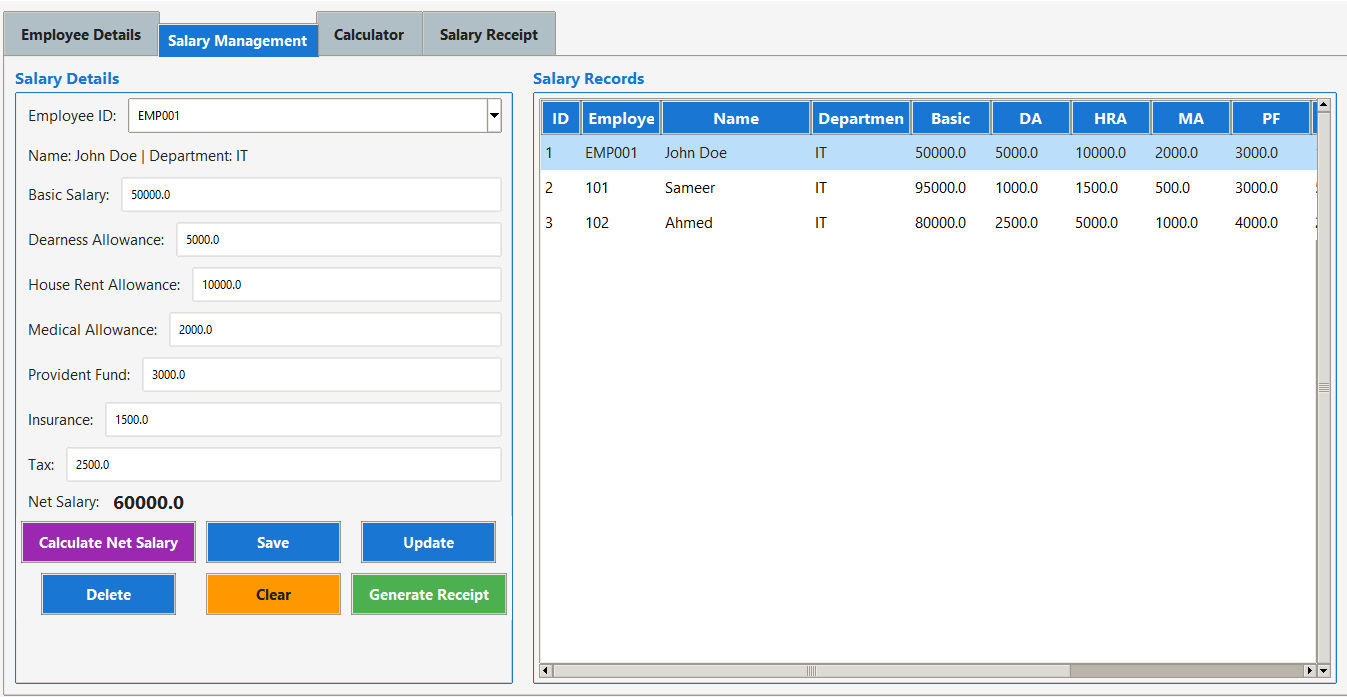 Employee Details Salary Management Calculator Salary Receipt
Salary Details
Employee ID: EMP001
Name: John Doe | Department: IT
Basic Salary: 50000.0
Dearness Allowance: 5000.0
House Rent Allowance: 10000.0
Medical Allowance: 2000.0
Provident Fund: 3000.0
Insurance: 1500.0
Tax: 2500.0
Net Salary: 60000.0
Calculate Net Salary Save Update
Delete Clear Generate Receipt
Salary Records
ID Employe Name Departmen Basic DA HRA MA PF
1 EMP001 John Doe IT 50000.0 5000.0 10000.0 2000.0 3000.0
2 101 Sameer IT 95000.0 1000.0 1500.0 500.0 3000.0
3 102 Ahmed IT 80000.0 2500.0 5000.0 1000.0 4000.0